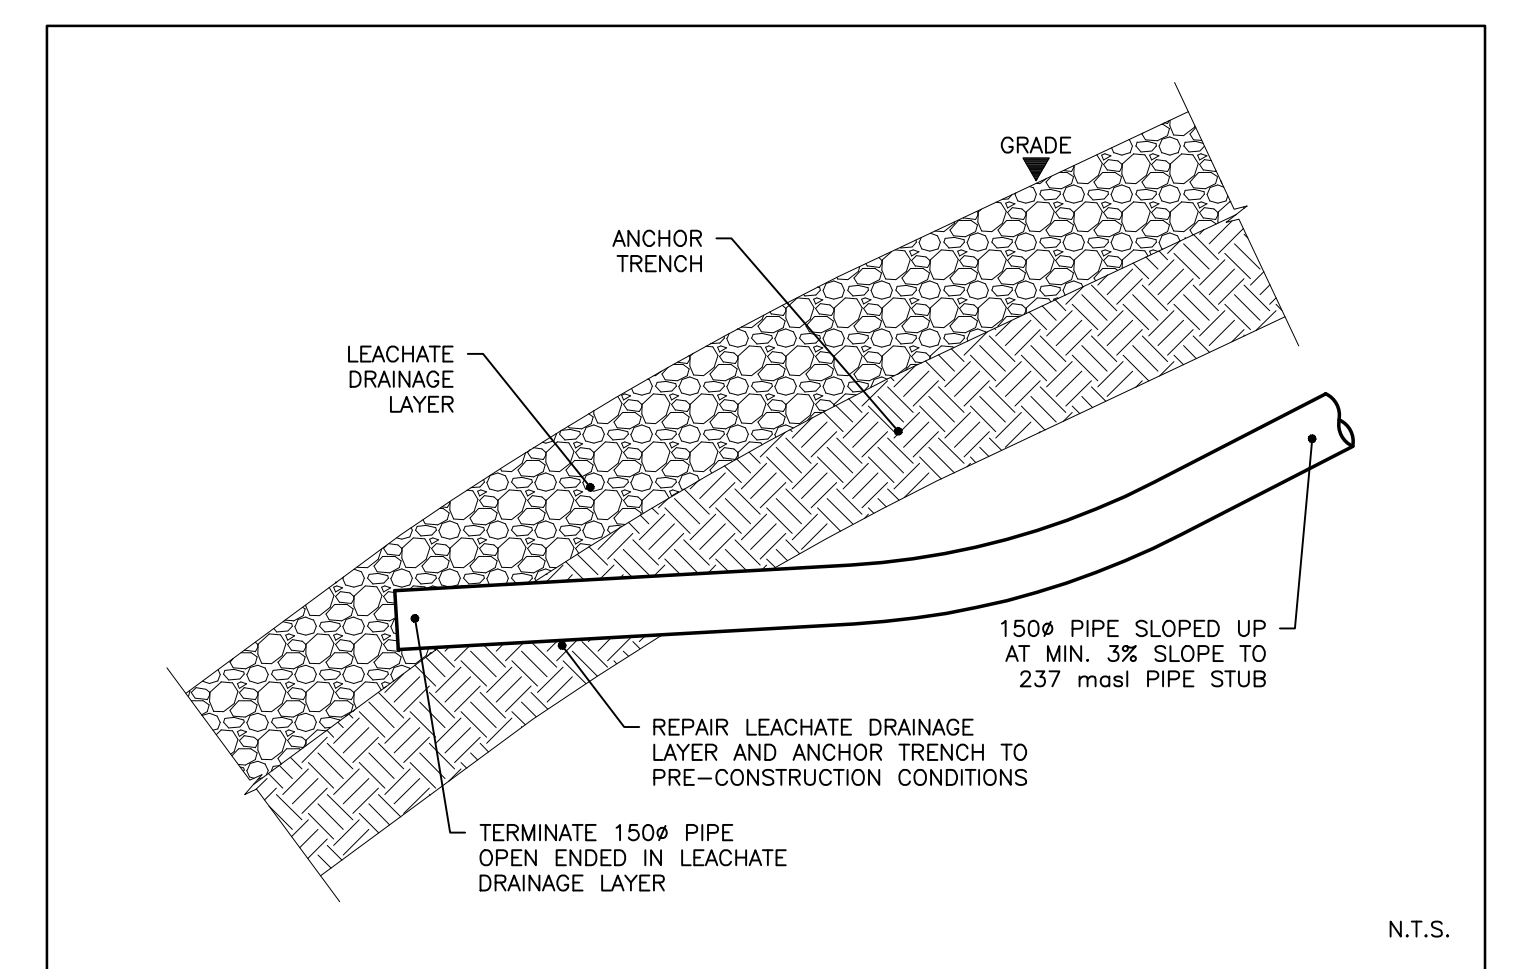 GRADE
ANCHOR
TRENCH
LEACHATE
DRAINAGE
LAYER
150ø PIPE SLOPED UP
AT MIN. 3% SLOPE TO
237 masl PIPE STUB
REPAIR LEACHATE DRAINAGE
LAYER AND ANCHOR TRENCH TO
PRE-CONSTRUCTION CONDITIONS
TERMINATE 150ø PIPE
OPEN ENDED IN LEACHATE
DRAINAGE LAYER
N.T.S.